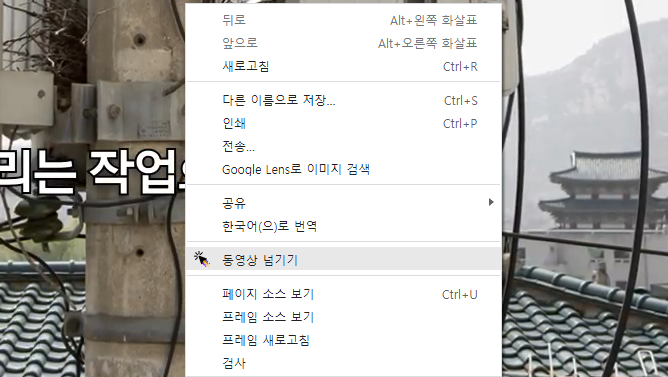 뒤로 Alt+왼쪽 화살표
앞으로 Alt+오른쪽 화살표
새로고침 Ctrl+R
다른 이름으로 저장... Ctrl+S
인쇄 Ctrl+P
전송...
Google Lens로 이미지 검색
리는 작업
공유
한국어(으)로 번역
동영상 넘기기
페이지 소스 보기 Ctrl+U
프레임 소스 보기
프레임 새로고침
검사